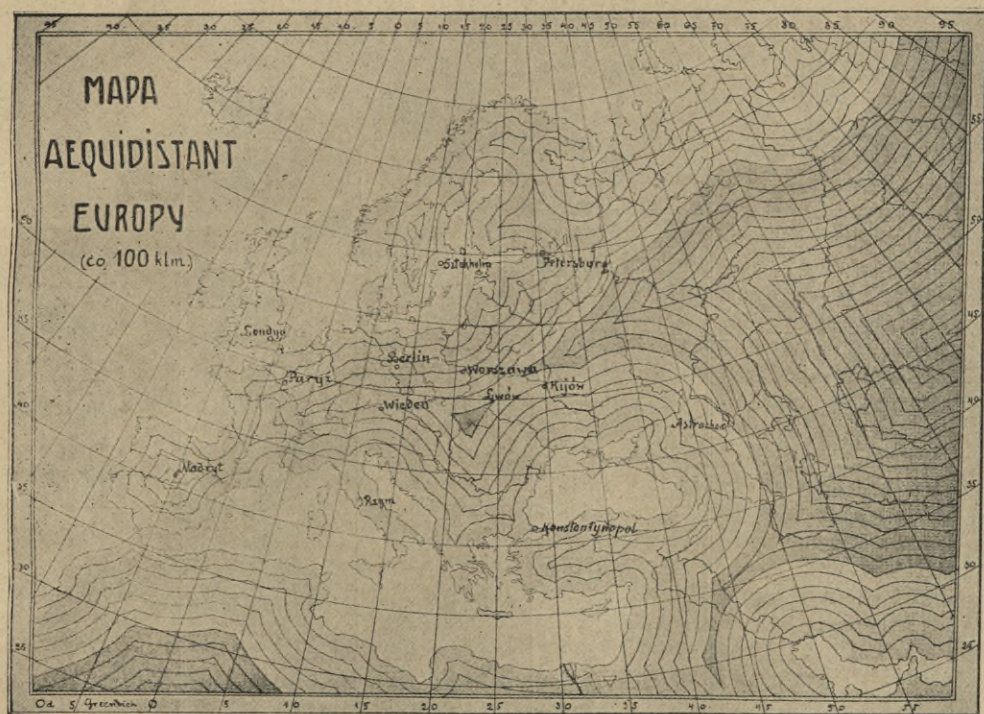 MAPA
AEQUIDISTANT
EUROPY
(co 100 klm.)
Sztokholm
Petersburg
Londyn
Berlin
Warszawa
Paryż
Kijów
Lwów
Wiedeń
Astrachań
Madryt
Rzym
Konstantynopol
Od Greenwich